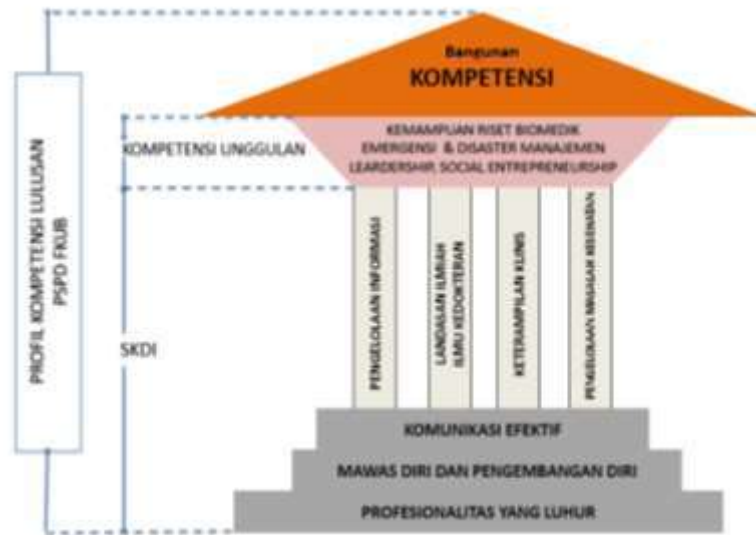 Bangunan
KOMPETENSI
KEMAMPUAN RISET BIOMEDIK
EMERGENSI & DISASTER MANAJEMEN
LEARDERSHIP, SOCIAL ENTREPRENEURSHIP
KOMPETENSI UNGGULAN
PROFIL KOMPETENSI LULUSAN
PSPD FKUB
SKDI
PENGELOLAAN INFORMASI
LANDASAN ILMIAH
ILMU KEDOKTERAN
KETERAMPILAN KLINIS
PENGELOLAAN MASALAH KESEHATAN
KOMUNIKASI EFEKTIF
MAWAS DIRI DAN PENGEMBANGAN DIRI
PROFESIONALITAS YANG LUHUR